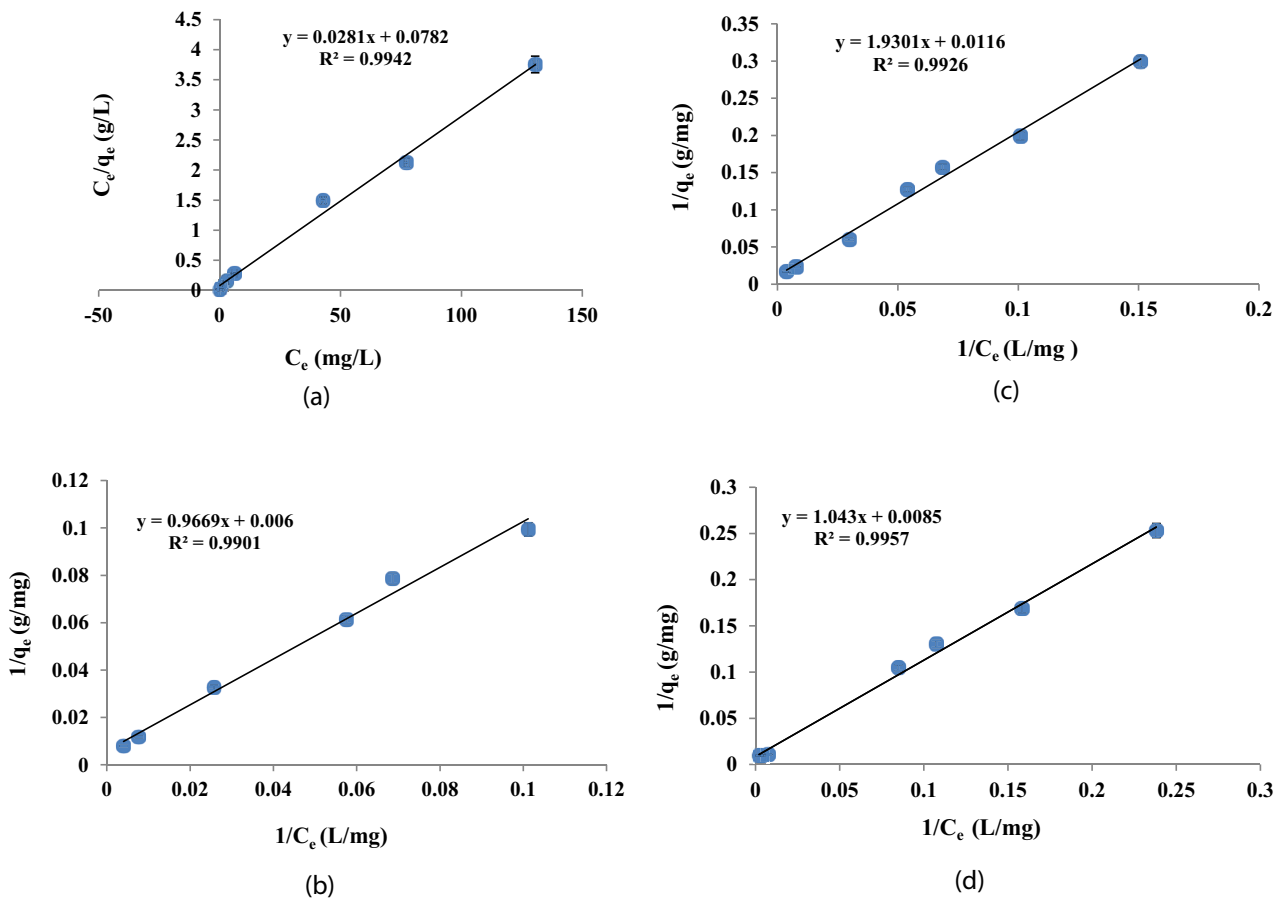 4.5
4
3.5
3
2.5
2
1.5
1
0.5
0
-50
0
50
100
150
y = 0.0281x + 0.0782
R² = 0.9942
Cₑ/qₑ (g/L)
Cₑ (mg/L)
(a)
0.35
0.3
0.25
0.2
0.15
0.1
0.05
0
0
0.05
0.1
0.15
0.2
y = 1.9301x + 0.0116
R² = 0.9926
1/qₑ (g/mg)
1/Cₑ (L/mg )
(c)
0.12
0.1
0.08
0.06
0.04
0.02
0
0
0.02
0.04
0.06
0.08
0.1
0.12
y = 0.9669x + 0.006
R² = 0.9901
1/qₑ (g/mg)
1/Cₑ (L/mg)
(b)
0.3
0.25
0.2
0.15
0.1
0.05
0
0
0.05
0.1
0.15
0.2
0.25
0.3
y = 1.043x + 0.0085
R² = 0.9957
1/qₑ (g/mg)
1/Cₑ (L/mg)
(d)